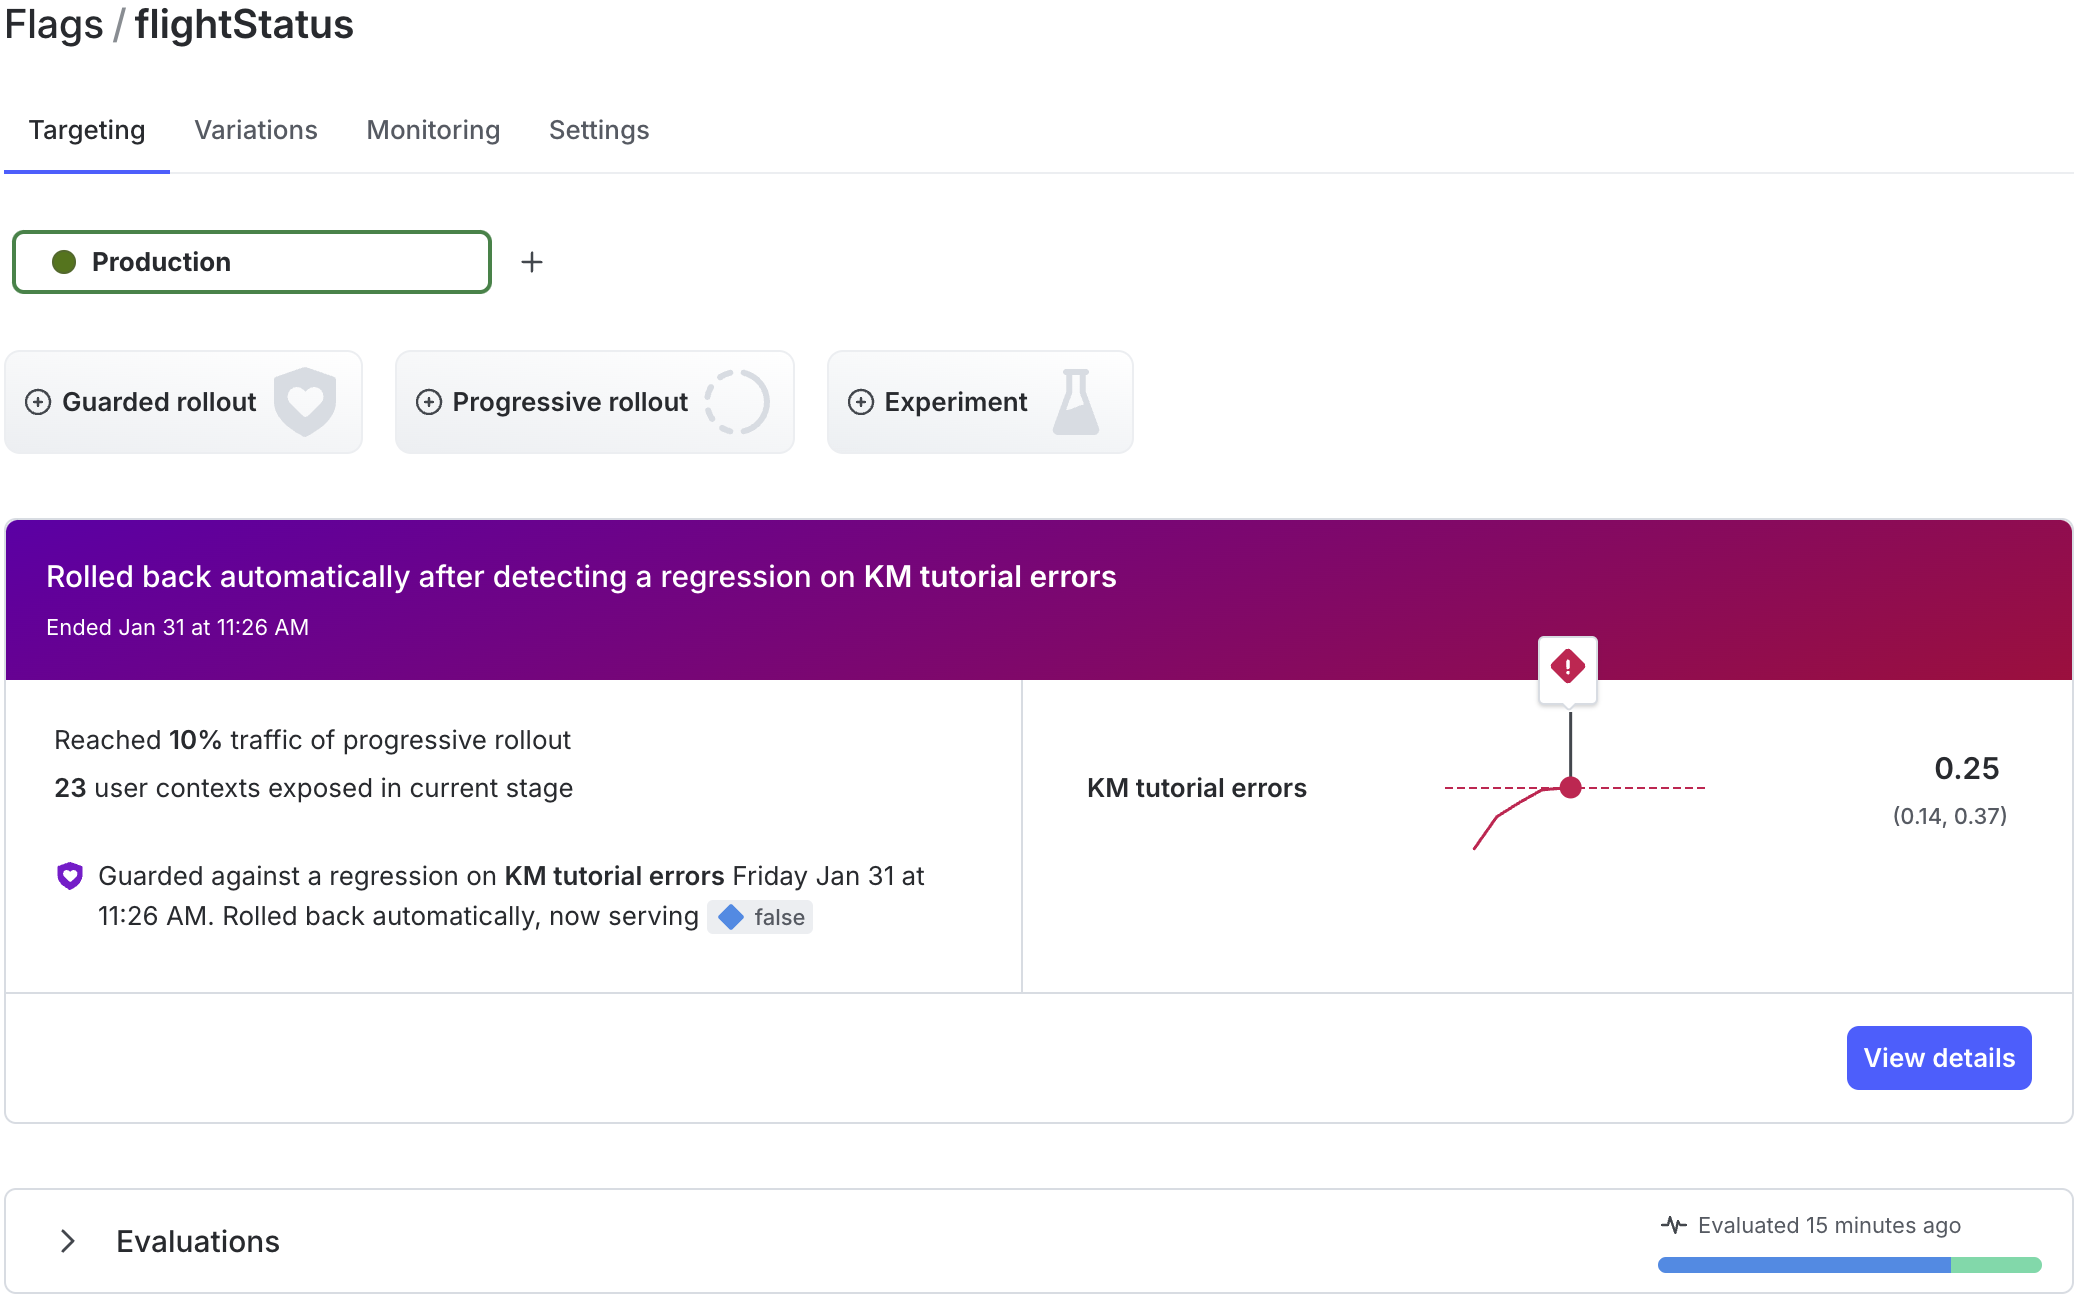 Flags / flightStatus
Targeting Variations Monitoring Settings
Production
Guarded rollout Progressive rollout Experiment
Rolled back automatically after detecting a regression on KM tutorial errors
Ended Jan 31 at 11:26 AM
Reached 10% traffic of progressive rollout
23 user contexts exposed in current stage
Guarded against a regression on KM tutorial errors Friday Jan 31 at
11:26 AM. Rolled back automatically, now serving false
KM tutorial errors
0.25
(0.14, 0.37)
View details
Evaluations
Evaluated 15 minutes ago